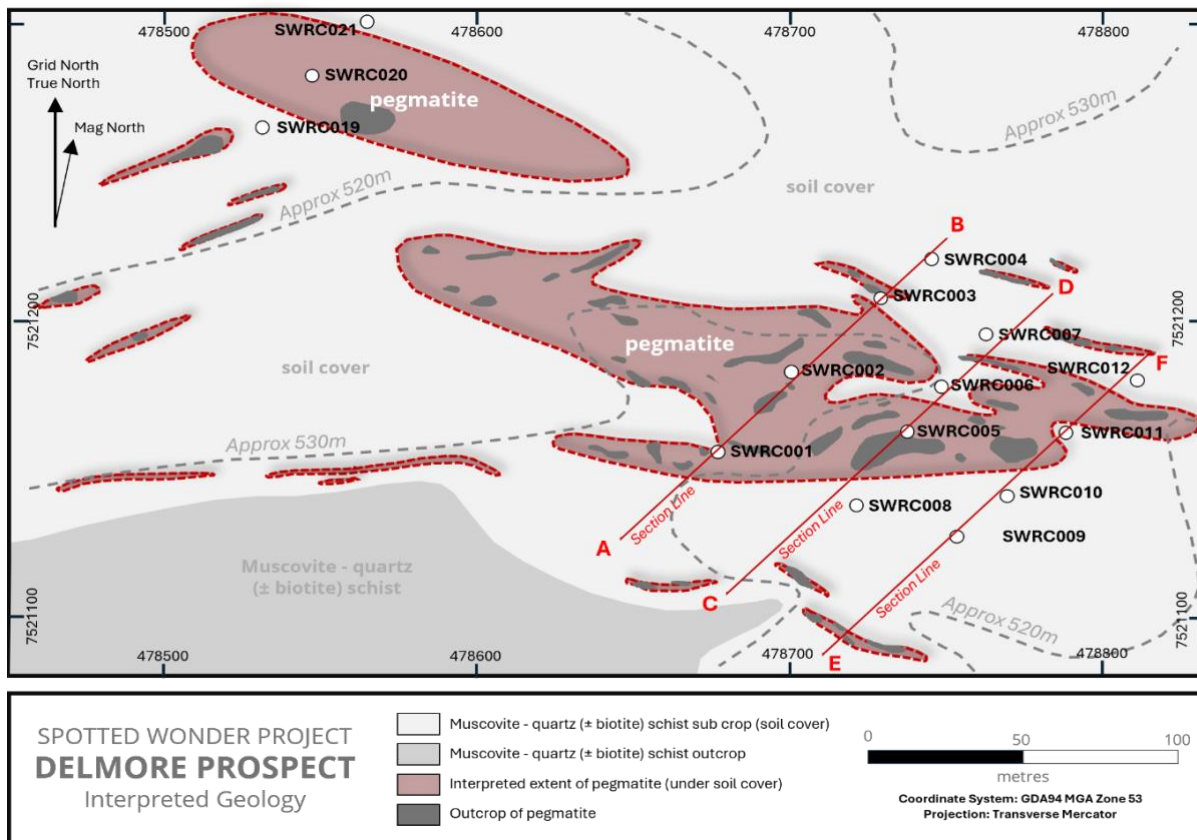 478500
478600
478700
478800
SWRC021
Grid North
True North
Mag North
SWRC020
pegmatite
SWRC019
Approx 530m
Approx 520m
soil cover
B
SWRC004
SWRC003
D
7521200
7521200
pegmatite
SWRC007
F
soil cover
SWRC002
SWRC012
SWRC006
SWRC005
SWRC011
Approx 530m
SWRC001
SWRC010
SWRC008
Section Line
Section Line
SWRC009
A
Muscovite - quartz
(± biotite) schist
Section Line
C
Approx 520m
7521100
7521100
E
478500
478600
478700
478800
SPOTTED WONDER PROJECT
DELMORE PROSPECT
Interpreted Geology
Muscovite - quartz (± biotite) schist sub crop (soil cover)
Muscovite - quartz (± biotite) schist outcrop
Interpreted extent of pegmatite (under soil cover)
Outcrop of pegmatite
0 50 100
metres
Coordinate System: GDA94 MGA Zone 53
Projection: Transverse Mercator